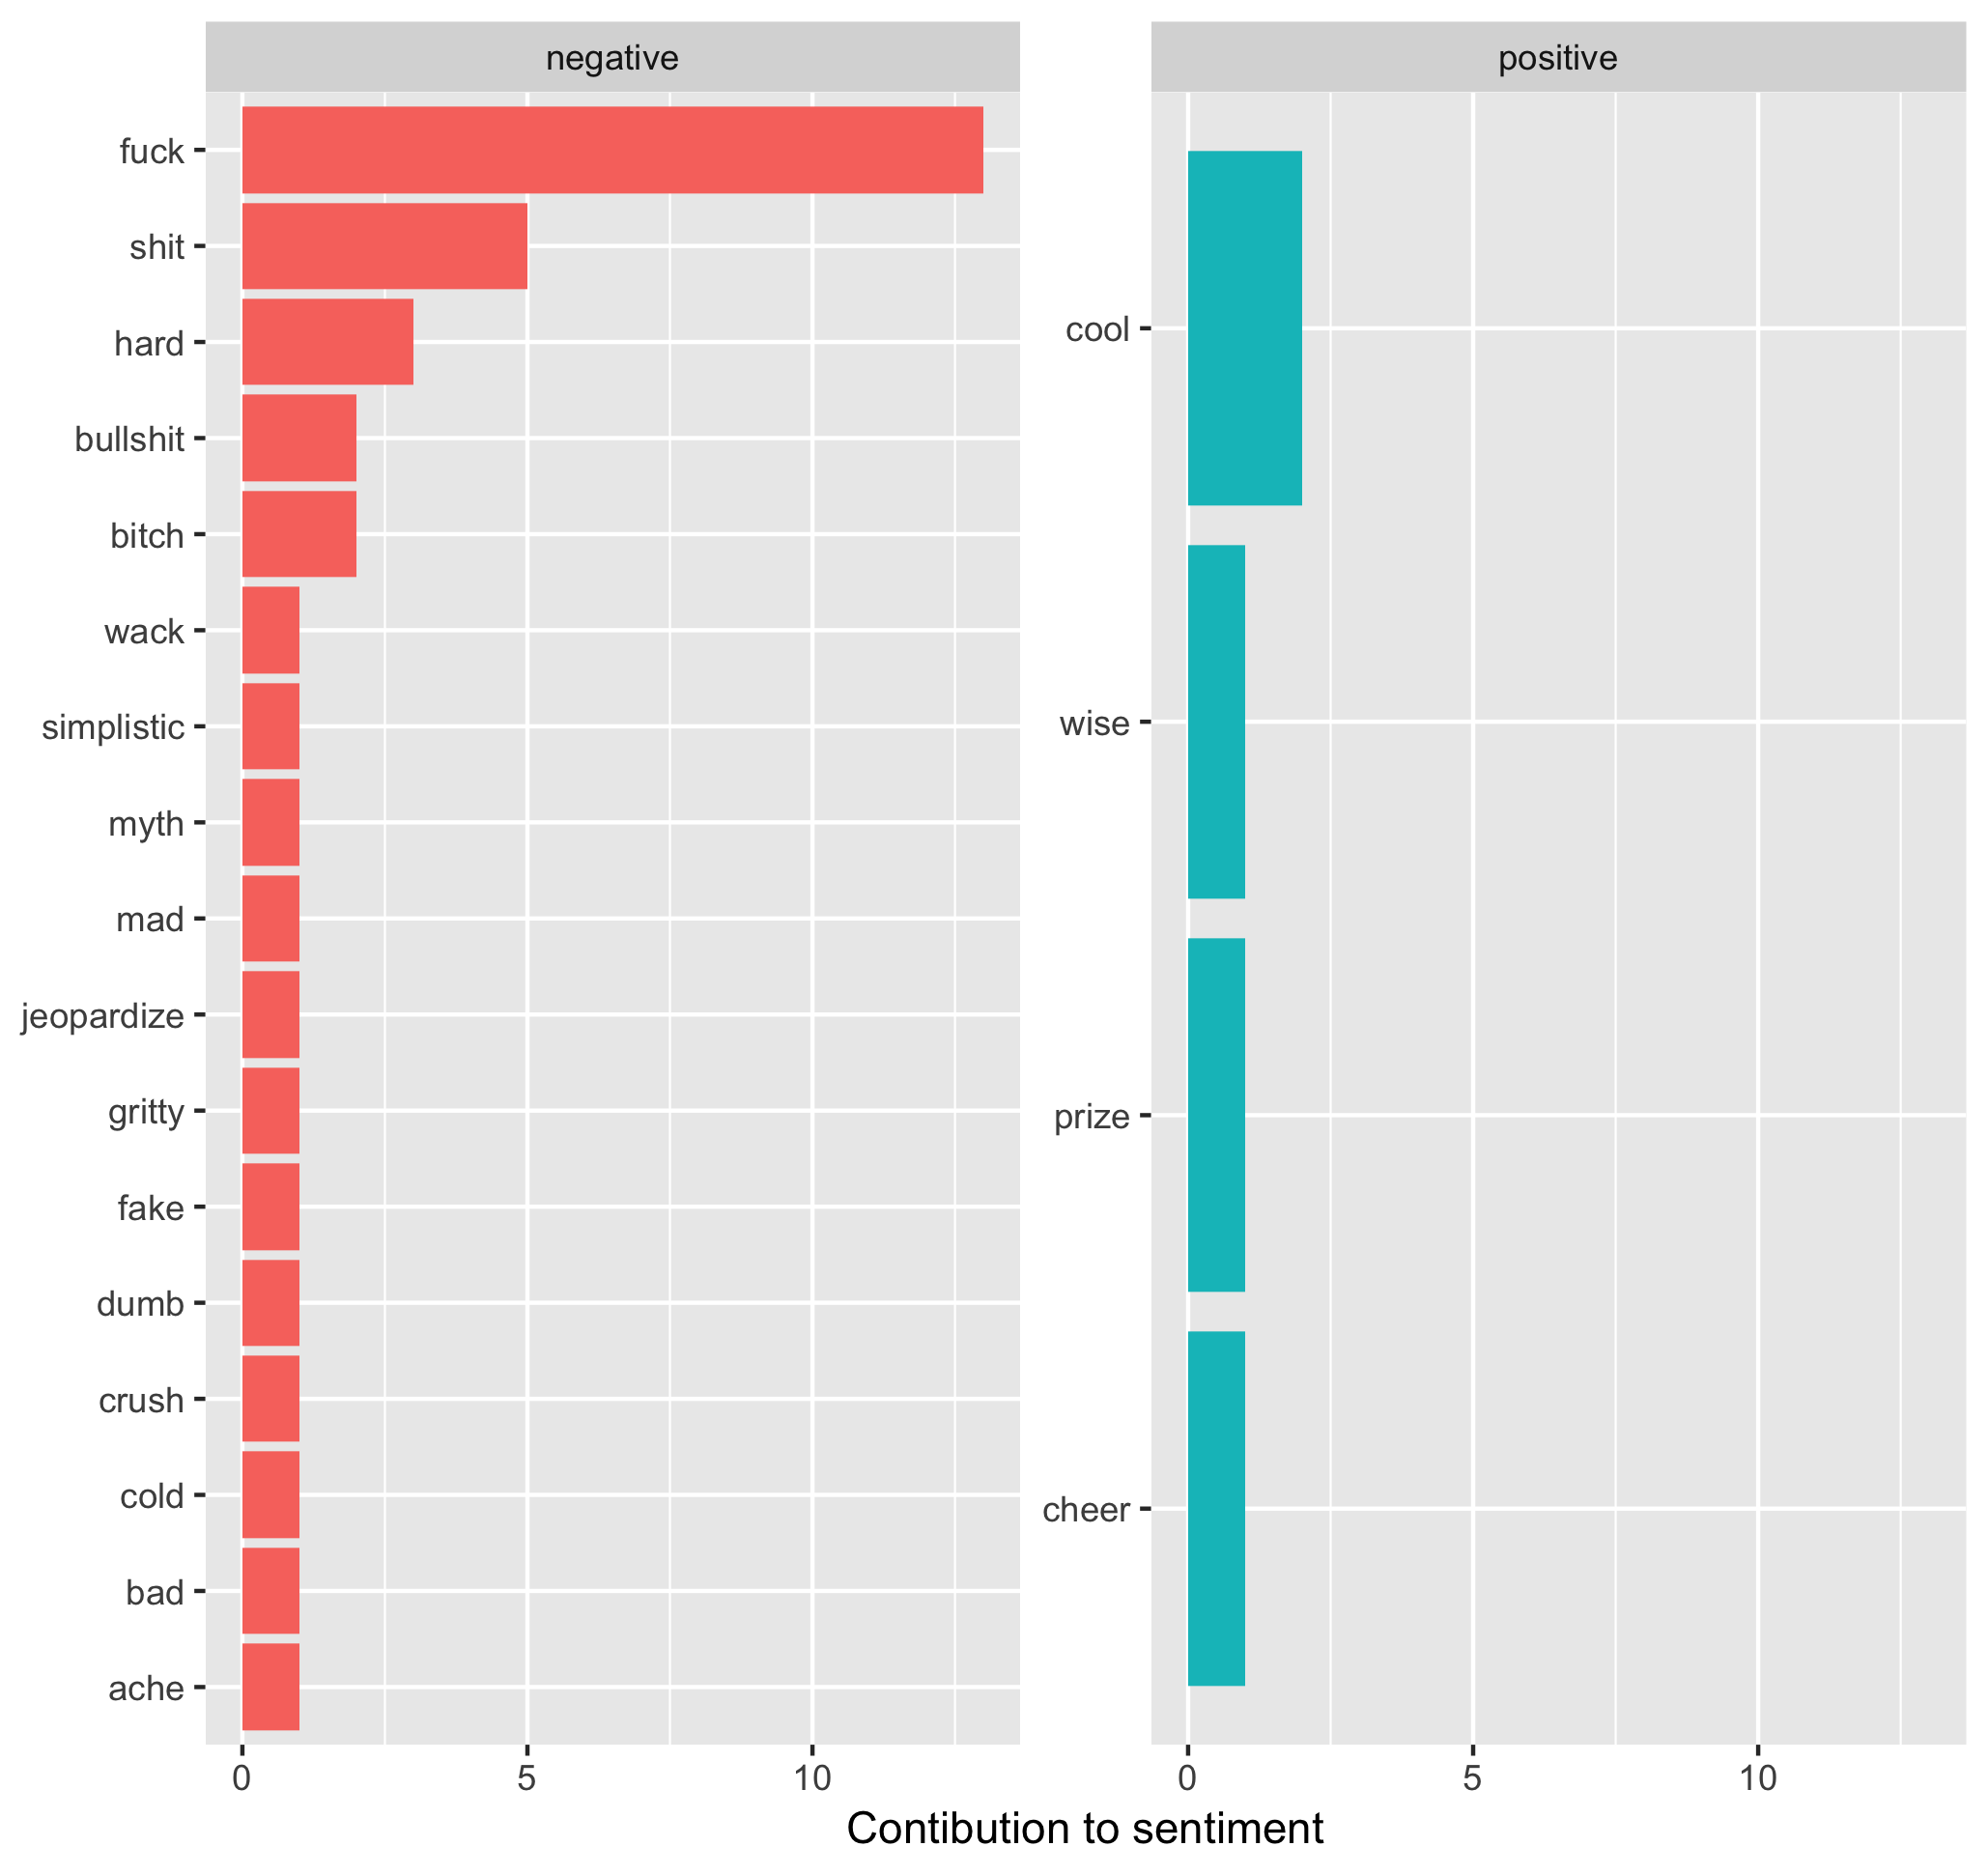 negative
fuck
shit
hard
bullshit
bitch
wack
simplistic
myth
mad
jeopardize
gritty
fake
dumb
crush
cold
bad
ache
0 5 10
positive
cool
wise
prize
cheer
0 5 10
Contibution to sentiment